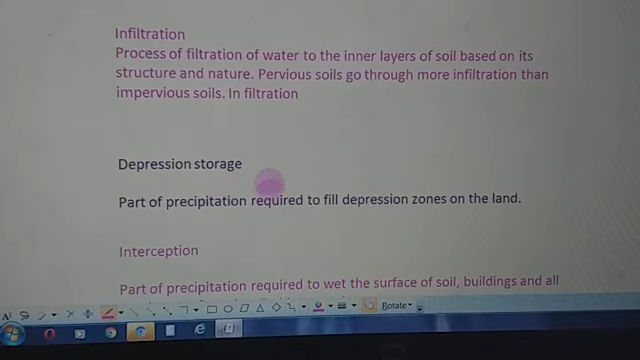 Infiltration
Process of filtration of water to the inner layers of soil based on its
structure and nature. Pervious soils go through more infiltration than
impervious soils. In filtration
Depression storage
Part of precipitation required to fill depression zones on the land.
Interception
Part of precipitation required to wet the surface of soil, buildings and all
Rotate